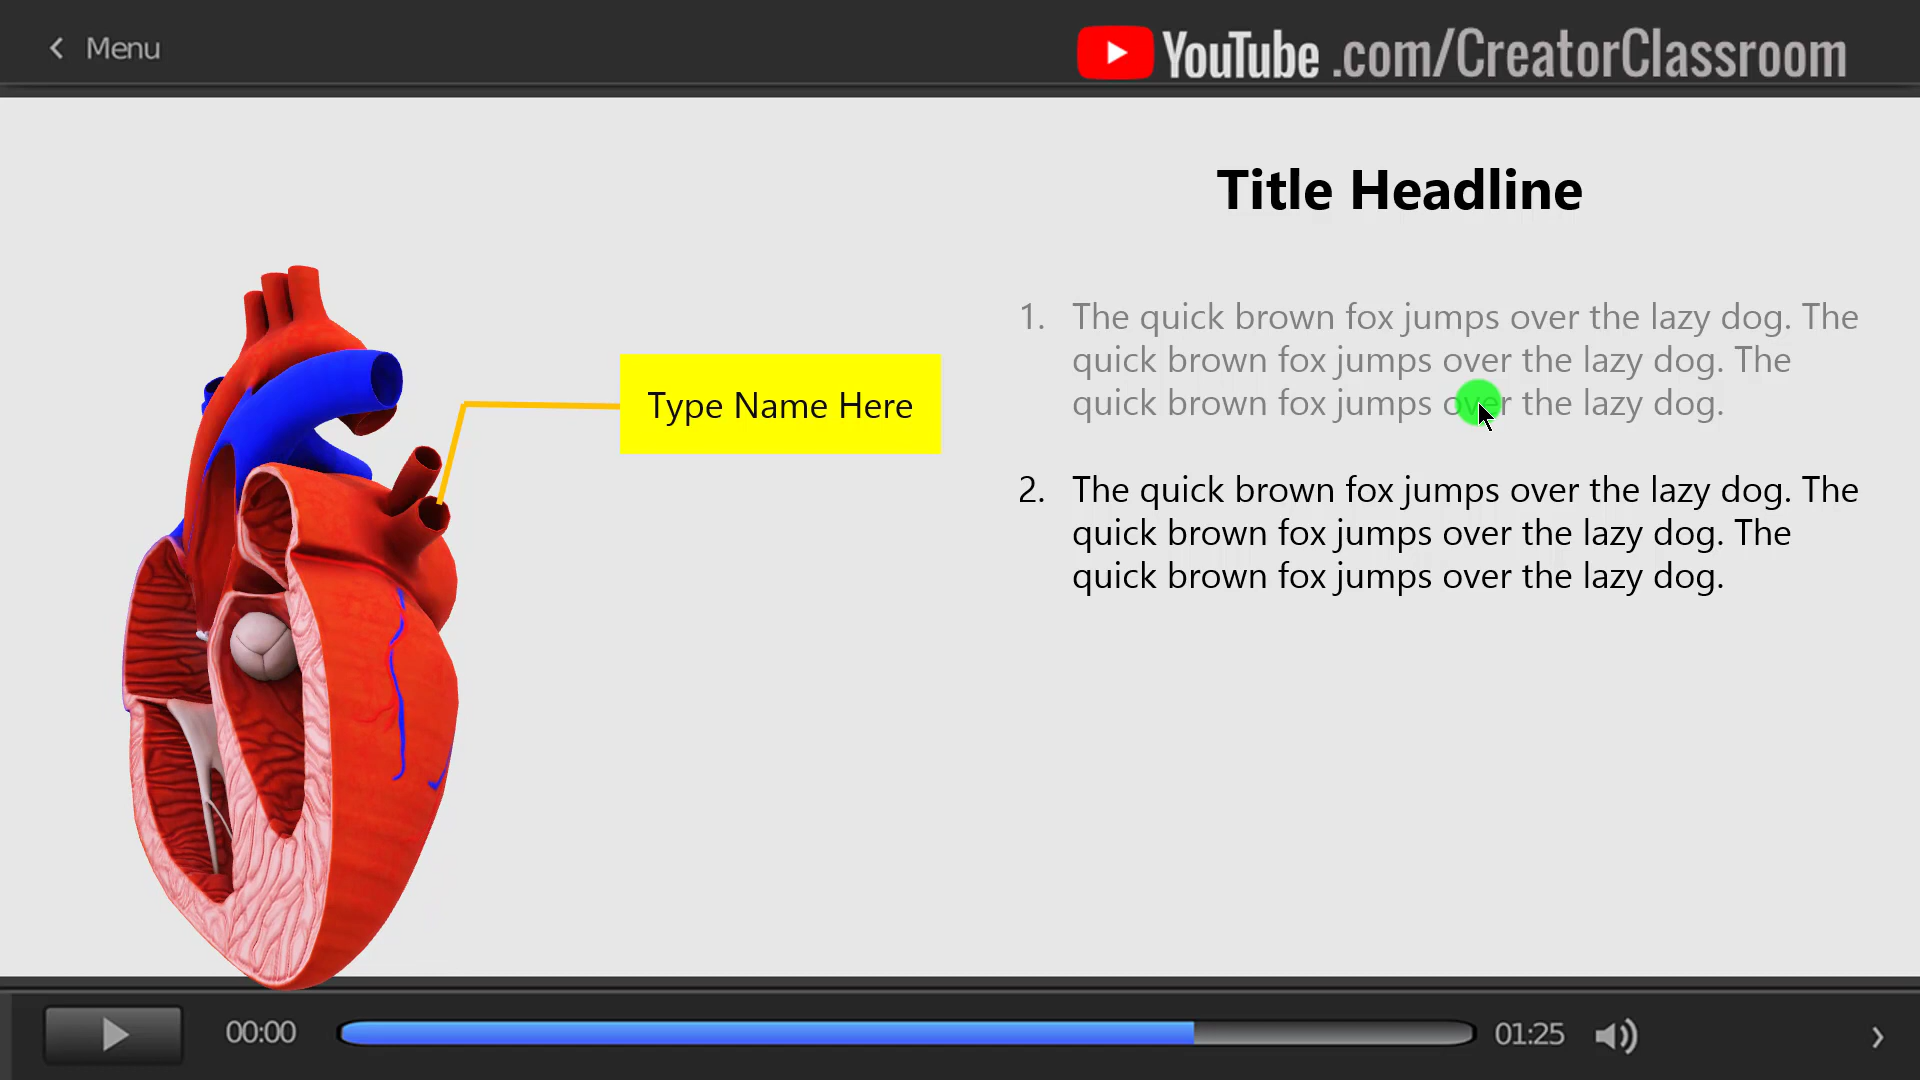 Menu
YouTube .com/CreatorClassroom
Title Headline
1. The quick brown fox jumps over the lazy dog. The
quick brown fox jumps over the lazy dog. The
quick brown fox jumps over the lazy dog.
Type Name Here
2. The quick brown fox jumps over the lazy dog. The
quick brown fox jumps over the lazy dog. The
quick brown fox jumps over the lazy dog.
00:00
01:25